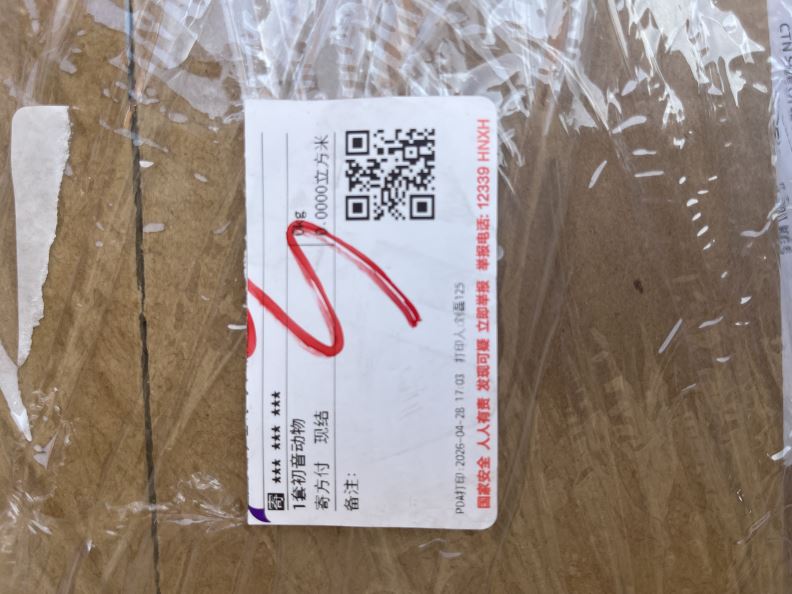 寄 *** *** ***
1套初音动物 0kg
寄方付 现结 0.0000立方米
备注：
PDA打印:2026-04-28 17:03 打印人:刘磊125
国家安全 人人有责 发现可疑 立即举报 举报电话: 12339 HNXH